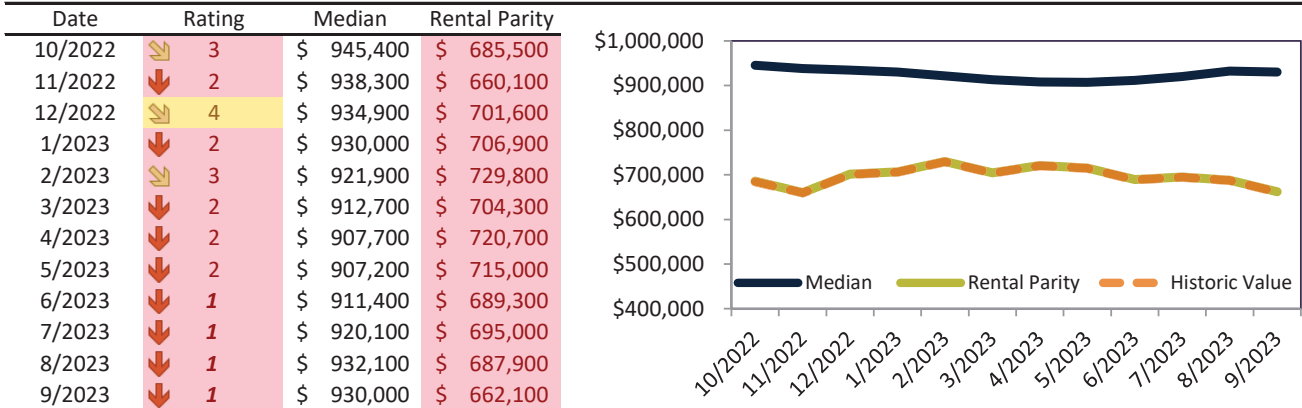 Date Rating Median Rental Parity
10/2022 3 $ 945,400 $ 685,500
11/2022 2 $ 938,300 $ 660,100
12/2022 4 $ 934,900 $ 701,600
1/2023 2 $ 930,000 $ 706,900
2/2023 3 $ 921,900 $ 729,800
3/2023 2 $ 912,700 $ 704,300
4/2023 2 $ 907,700 $ 720,700
5/2023 2 $ 907,200 $ 715,000
6/2023 1 $ 911,400 $ 689,300
7/2023 1 $ 920,100 $ 695,000
8/2023 1 $ 932,100 $ 687,900
9/2023 1 $ 930,000 $ 662,100
$1,000,000
$900,000
$800,000
$700,000
$600,000
$500,000
$400,000
Median Rental Parity Historic Value
10/2022 11/2022 12/2022 1/2023 2/2023 3/2023 4/2023 5/2023 6/2023 7/2023 8/2023 9/2023